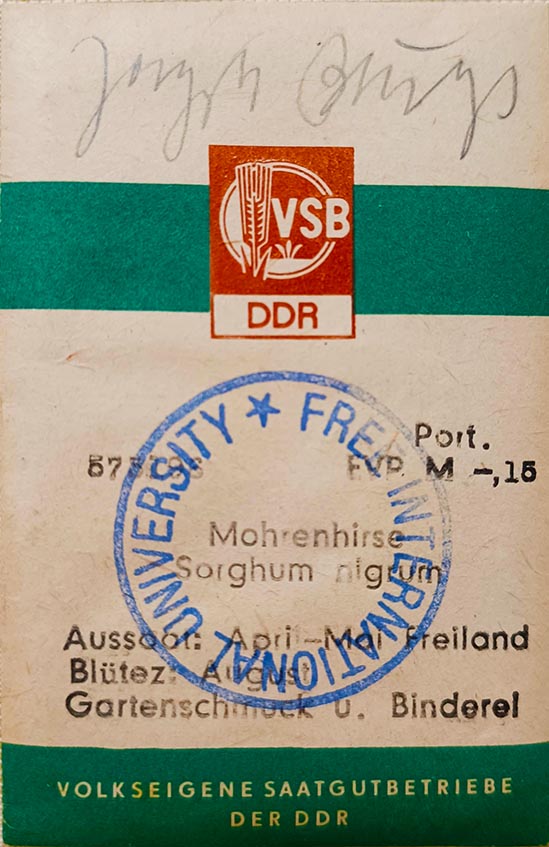 Joseph Beuys
VSB
DDR
FREE INTERNATIONAL UNIVERSITY
Port.
EVP M -,15
Mohrenhirse
Sorghum nigrum
Aussaat: April-Mai Freiland
Blütez: August
Gartenschmuck u. Binderei
VOLKSEIGENE SAATGUTBETRIEBE
DER DDR